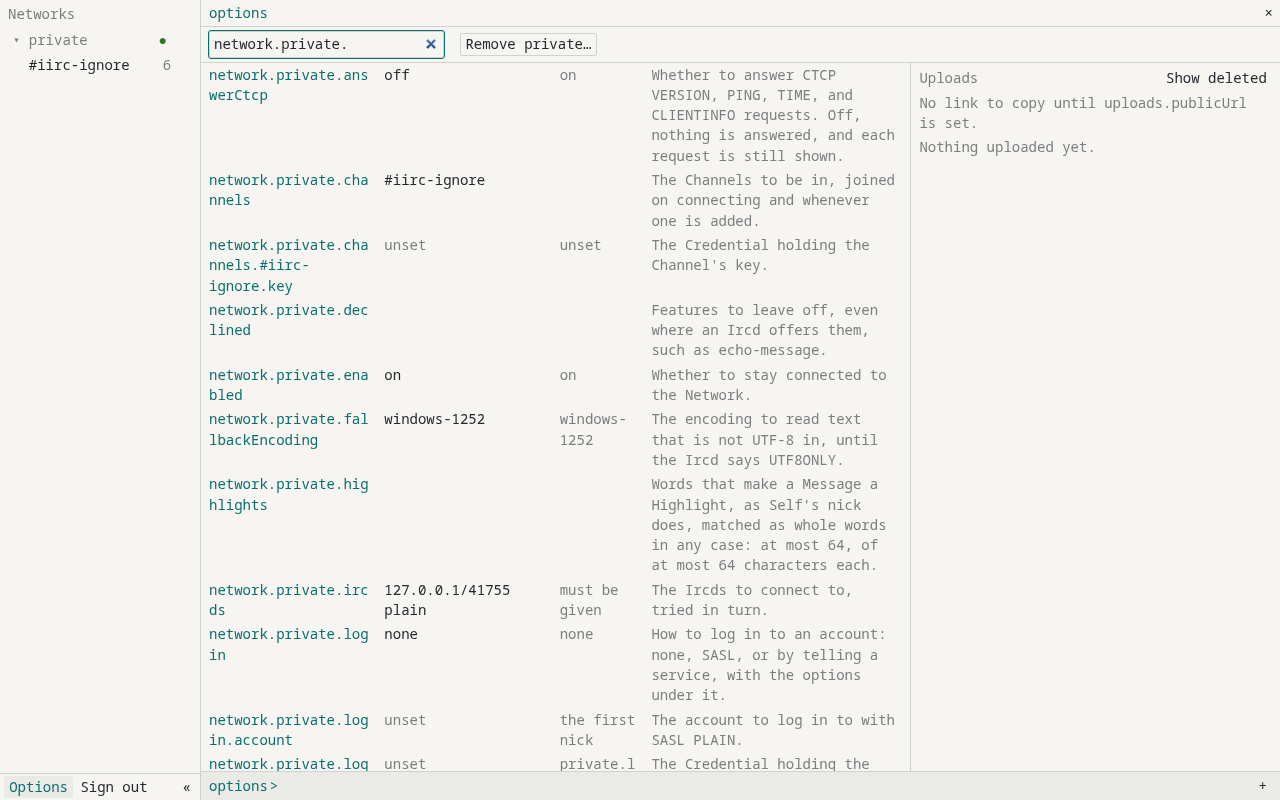 Networks
▾ private ●
#iirc-ignore 6
options ×
network.private. × Remove private…
network.private.ans off on Whether to answer CTCP
werCtcp VERSION, PING, TIME, and
CLIENTINFO requests. Off,
nothing is answered, and each
request is still shown.
network.private.cha #iirc-ignore The Channels to be in, joined
nnels on connecting and whenever
one is added.
network.private.cha unset unset The Credential holding the
nnels.#iirc- Channel's key.
ignore.key
network.private.dec Features to leave off, even
lined where an Ircd offers them,
such as echo-message.
network.private.ena on on Whether to stay connected to
bled the Network.
network.private.fal windows-1252 windows- The encoding to read text
lbackEncoding 1252 that is not UTF-8 in, until
the Ircd says UTF8ONLY.
network.private.hig Words that make a Message a
hlights Highlight, as Self's nick
does, matched as whole words
in any case: at most 64, of
at most 64 characters each.
network.private.irc 127.0.0.1/41755 must be The Ircds to connect to,
ds plain given tried in turn.
network.private.log none none How to log in to an account:
in none, SASL, or by telling a
service, with the options
under it.
network.private.log unset the first The account to log in to with
in.account nick SASL PLAIN.
network.private.log unset private.l The Credential holding the
Uploads Show deleted
No link to copy until uploads.publicUrl
is set.
Nothing uploaded yet.
Options Sign out «
options> +